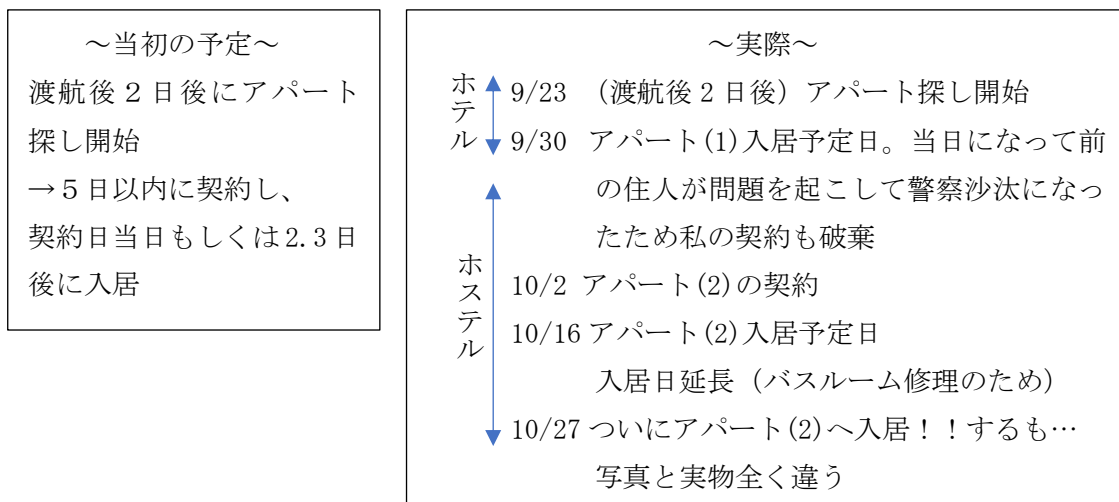 ～当初の予定～
渡航後２日後にアパート
探し開始
→５日以内に契約し、
契約日当日もしくは2.3日
後に入居
～実際～
ホテル
9/23 （渡航後2日後）アパート探し開始
9/30 アパート(1)入居予定日。当日になって前
の住人が問題を起こして警察沙汰になっ
たため私の契約も破棄
ホステル
10/2 アパート(2)の契約
10/16アパート(2)入居予定日
入居日延長（バスルーム修理のため）
10/27ついにアパート(2)へ入居！！するも…
写真と実物全く違う